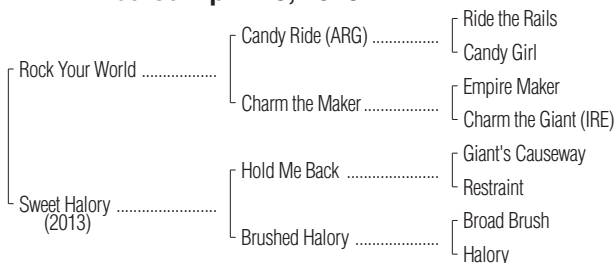 Ride the Rails
Candy Ride (ARG) ..................
Candy Girl
Rock Your World ....................
Empire Maker
Charm the Maker ...................
Charm the Giant (IRE)
Giant's Causeway
Hold Me Back .......................
Restraint
Sweet Halory ..........................
(2013)
Broad Brush
Brushed Halory .....................
Halory